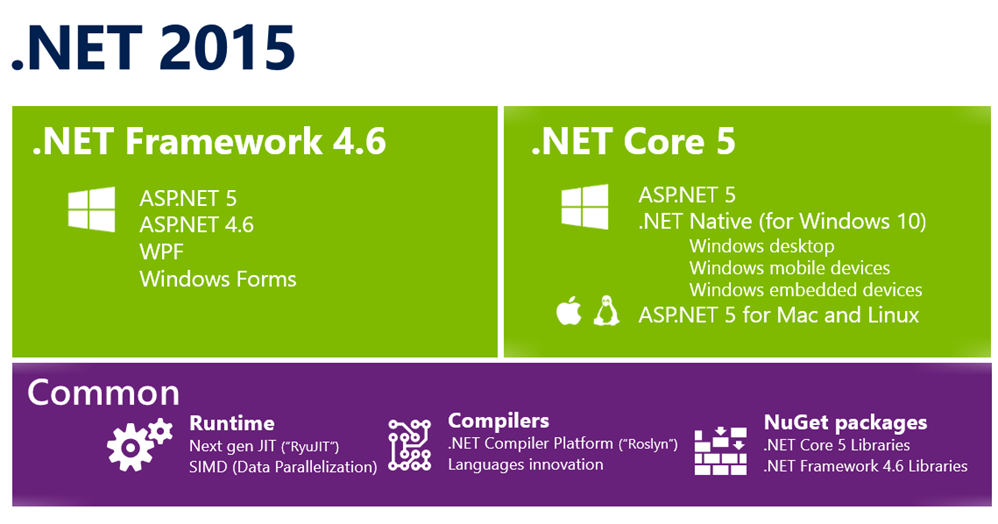 .NET 2015
.NET Framework 4.6
ASP.NET 5
ASP.NET 4.6
WPF
Windows Forms
.NET Core 5
ASP.NET 5
.NET Native (for Windows 10)
Windows desktop
Windows mobile devices
Windows embedded devices
ASP.NET 5 for Mac and Linux
Common
Runtime
Next gen JIT (“RyuJIT”)
SIMD (Data Parallelization)
Compilers
.NET Compiler Platform (“Roslyn”)
Languages innovation
NuGet packages
.NET Core 5 Libraries
.NET Framework 4.6 Libraries